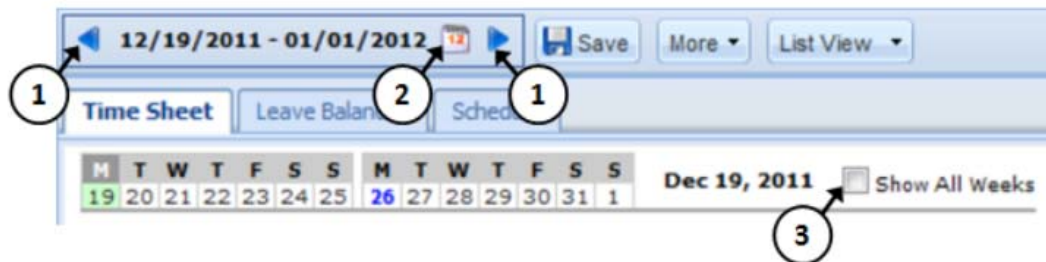 12/19/2011 - 01/01/2012 12 Save More List View
1 2 1
Time Sheet Leave Balan Sched
M T W T F S S M T W T F S S Dec 19, 2011 Show All Weeks
19 20 21 22 23 24 25 26 27 28 29 30 31 1
3